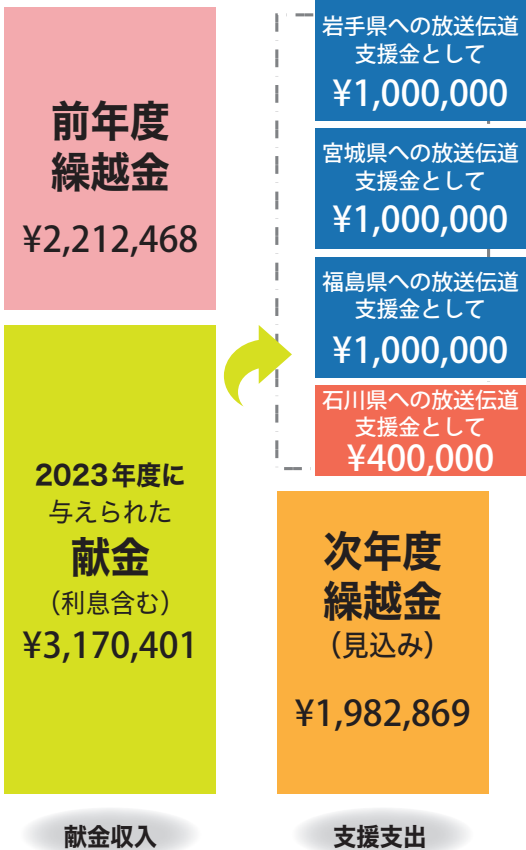 前年度
繰越金
¥2,212,468
2023年度に
与えられた
献金
（利息含む）
¥3,170,401
献金収入
岩手県への放送伝道
支援金として
¥1,000,000
宮城県への放送伝道
支援金として
¥1,000,000
福島県への放送伝道
支援金として
¥1,000,000
石川県への放送伝道
支援金として
¥400,000
次年度
繰越金
（見込み）
¥1,982,869
支援支出